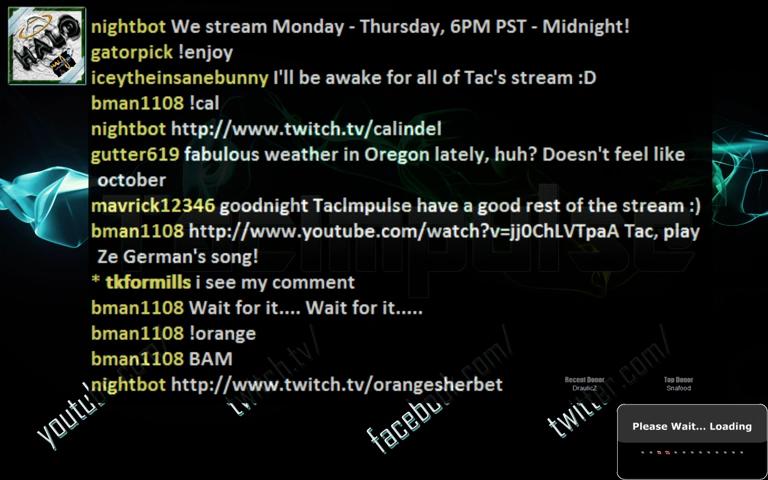 HALO
nightbot We stream Monday - Thursday, 6PM PST - Midnight!
gatorpick !enjoy
iceytheinsanebunny I'll be awake for all of Tac's stream :D
bman1108 !cal
nightbot http://www.twitch.tv/calindel
gutter619 fabulous weather in Oregon lately, huh? Doesn't feel like
october
mavrick12346 goodnight TacImpulse have a good rest of the stream :)
bman1108 http://www.youtube.com/watch?v=jj0ChLVTpaA Tac, play
Ze German's song!
* tkformills i see my comment
bman1108 Wait for it.... Wait for it.....
bman1108 !orange
bman1108 BAM
nightbot http://www.twitch.tv/orangesherbet
twitch.tv/
facebook.com/
twitter.com/
Recent Donor
DraulicZ
Top Donor
Snafood
Please Wait... Loading